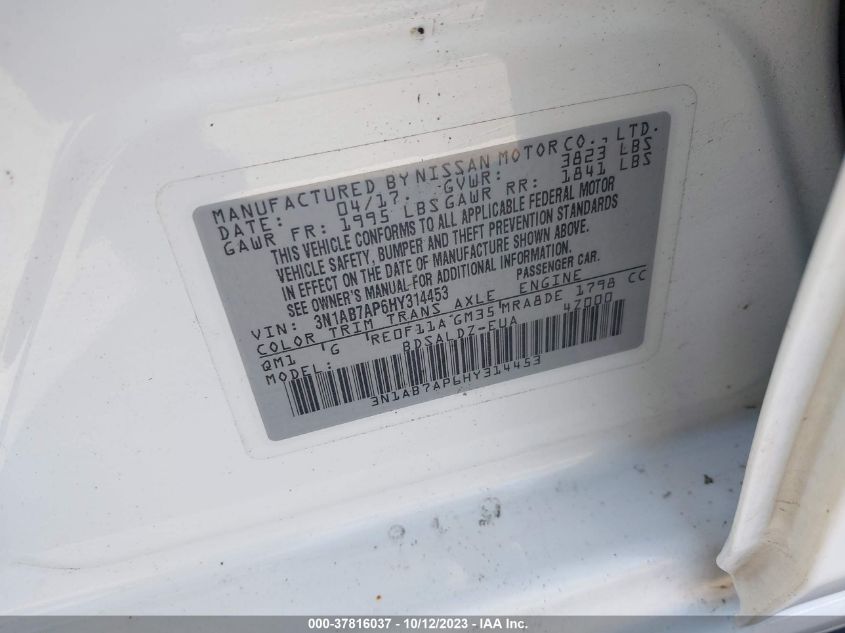 MANUFACTURED BY NISSAN MOTOR CO., LTD.
DATE: 04/17. GVWR: 3823 LBS
GAWR FR: 1995 LBS GAWR RR: 1841 LBS
THIS VEHICLE CONFORMS TO ALL APPLICABLE FEDERAL MOTOR
VEHICLE SAFETY, BUMPER AND THEFT PREVENTION STANDARDS
IN EFFECT ON THE DATE OF MANUFACTURE SHOWN ABOVE.
SEE OWNER'S MANUAL FOR ADDITIONAL INFORMATION.
VIN: 3N1AB7AP6HY314453 PASSENGER CAR.
COLOR TRIM TRANS AXLE ENGINE
QM1 G RE0F11A GM35 MRA8DE 1798 CC
MODEL: BDSALDZ-EUA 47000
3N1AB7AP6HY314453
000-37816037 - 10/12/2023 - IAA Inc.